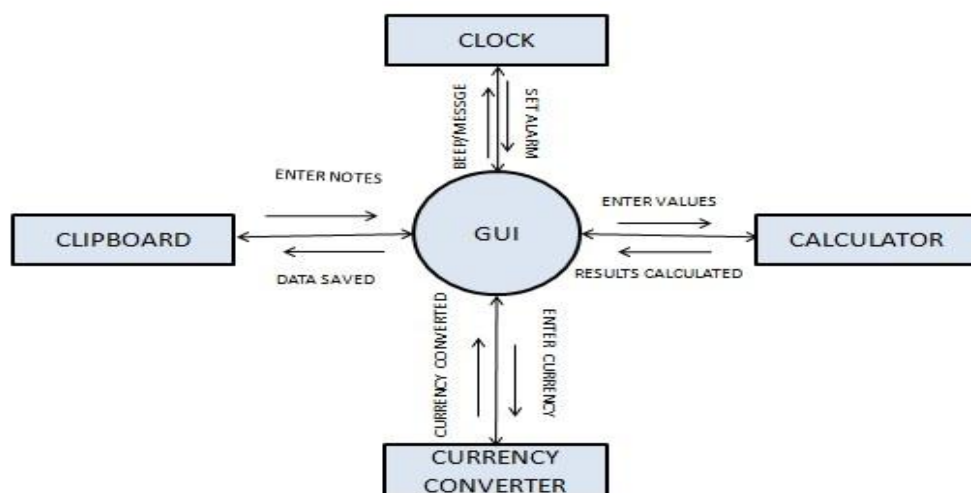 CLOCK
BEEP/MESSGE
SET ALARM
ENTER NOTES
ENTER VALUES
CLIPBOARD
GUI
CALCULATOR
DATA SAVED
RESULTS CALCULATED
CURRENCY CONVERTED
ENTER CURRENCY
CURRENCY
CONVERTER